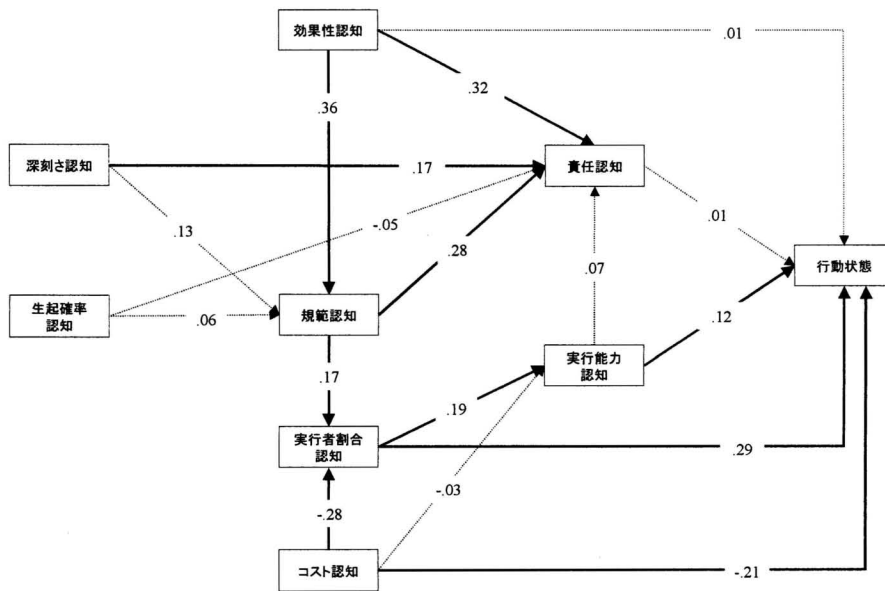 効果性認知
.01
.32
.36
深刻さ認知
.17
責任認知
-.05
.13
.01
.28
行動状態
.07
生起確率
認知
.06
規範認知
.12
実行能力
認知
.17
.19
実行者割合
認知
.29
-.03
-.28
コスト認知
-.21